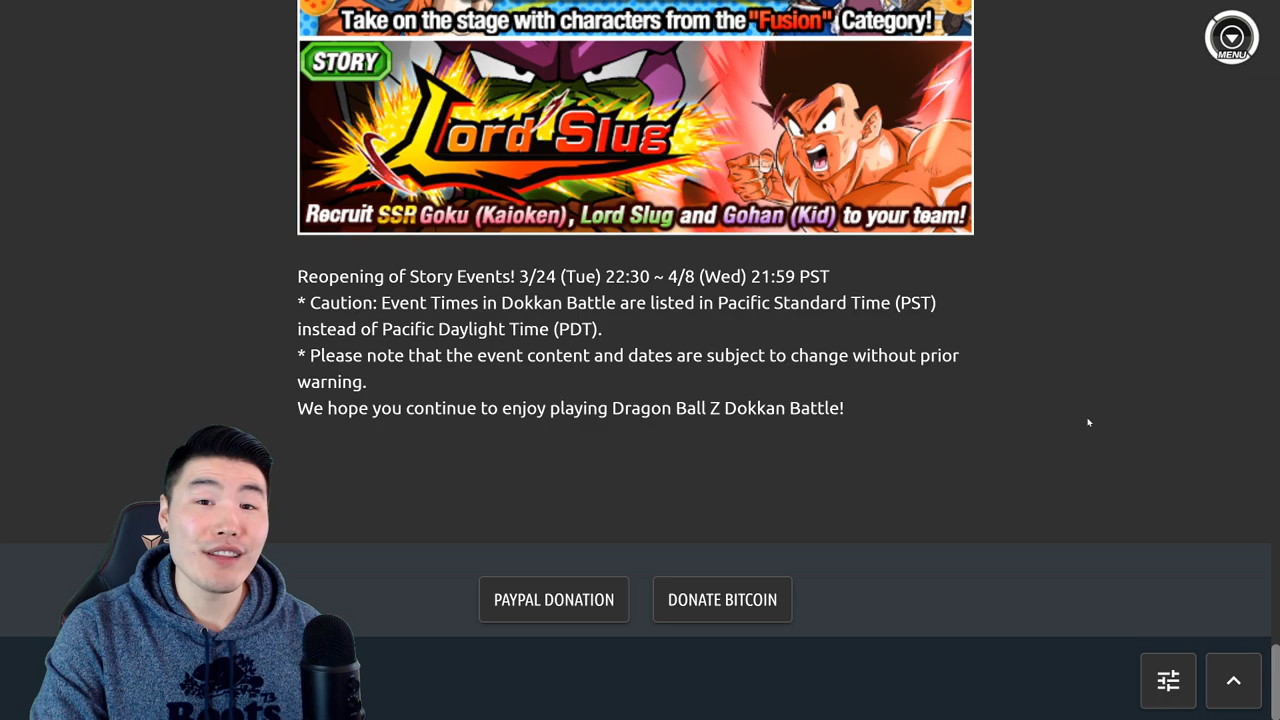 Take on the stage with characters from the "Fusion" Category!
STORY
Lord Slug
Recruit SSR Goku (Kaioken), Lord Slug and Gohan (Kid) to your team!
MENU
Reopening of Story Events! 3/24 (Tue) 22:30 ~ 4/8 (Wed) 21:59 PST
* Caution: Event Times in Dokkan Battle are listed in Pacific Standard Time (PST)
instead of Pacific Daylight Time (PDT).
* Please note that the event content and dates are subject to change without prior
warning.
We hope you continue to enjoy playing Dragon Ball Z Dokkan Battle!
PAYPAL DONATION
DONATE BITCOIN
Roots